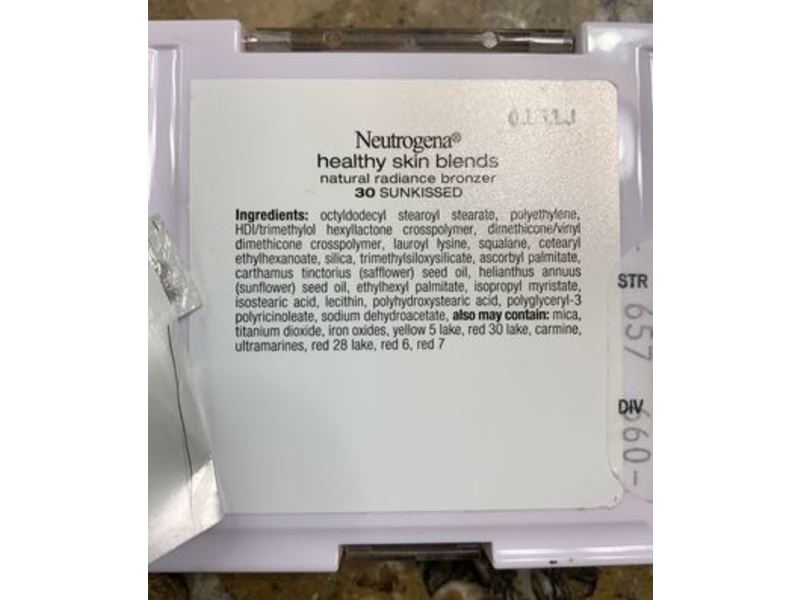 Neutrogena®
healthy skin blends
natural radiance bronzer
30 SUNKISSED
Ingredients: octyldodecyl stearoyl stearate, polyethylene,
HDI/trimethylol hexyllactone crosspolymer, dimethicone/vinyl
dimethicone crosspolymer, lauroyl lysine, squalane, cetearyl
ethylhexanoate, silica, trimethylsiloxysilicate, ascorbyl palmitate,
carthamus tinctorius (safflower) seed oil, helianthus annuus
(sunflower) seed oil, ethylhexyl palmitate, isopropyl myristate,
isostearic acid, lecithin, polyhydroxystearic acid, polyglyceryl-3
polyricinoleate, sodium dehydroacetate, also may contain: mica,
titanium dioxide, iron oxides, yellow 5 lake, red 30 lake, carmine,
ultramarines, red 28 lake, red 6, red 7
STR
657
DIV
660-